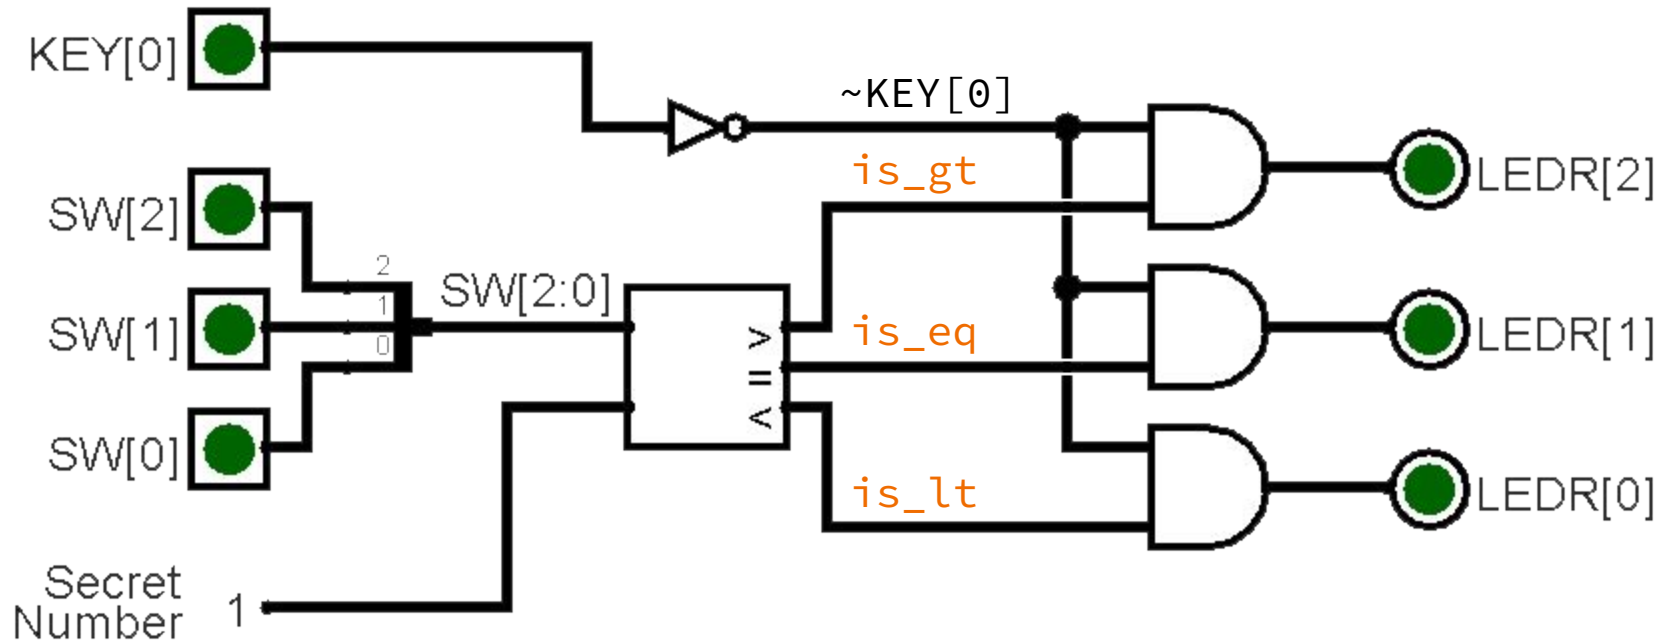 KEY[0]
~KEY[0]
is_gt
LEDR[2]
SW[2]
2
SW[2:0]
1
SW[1]
0
>
=
<
is_eq
LEDR[1]
SW[0]
is_lt
LEDR[0]
Secret
Number 1